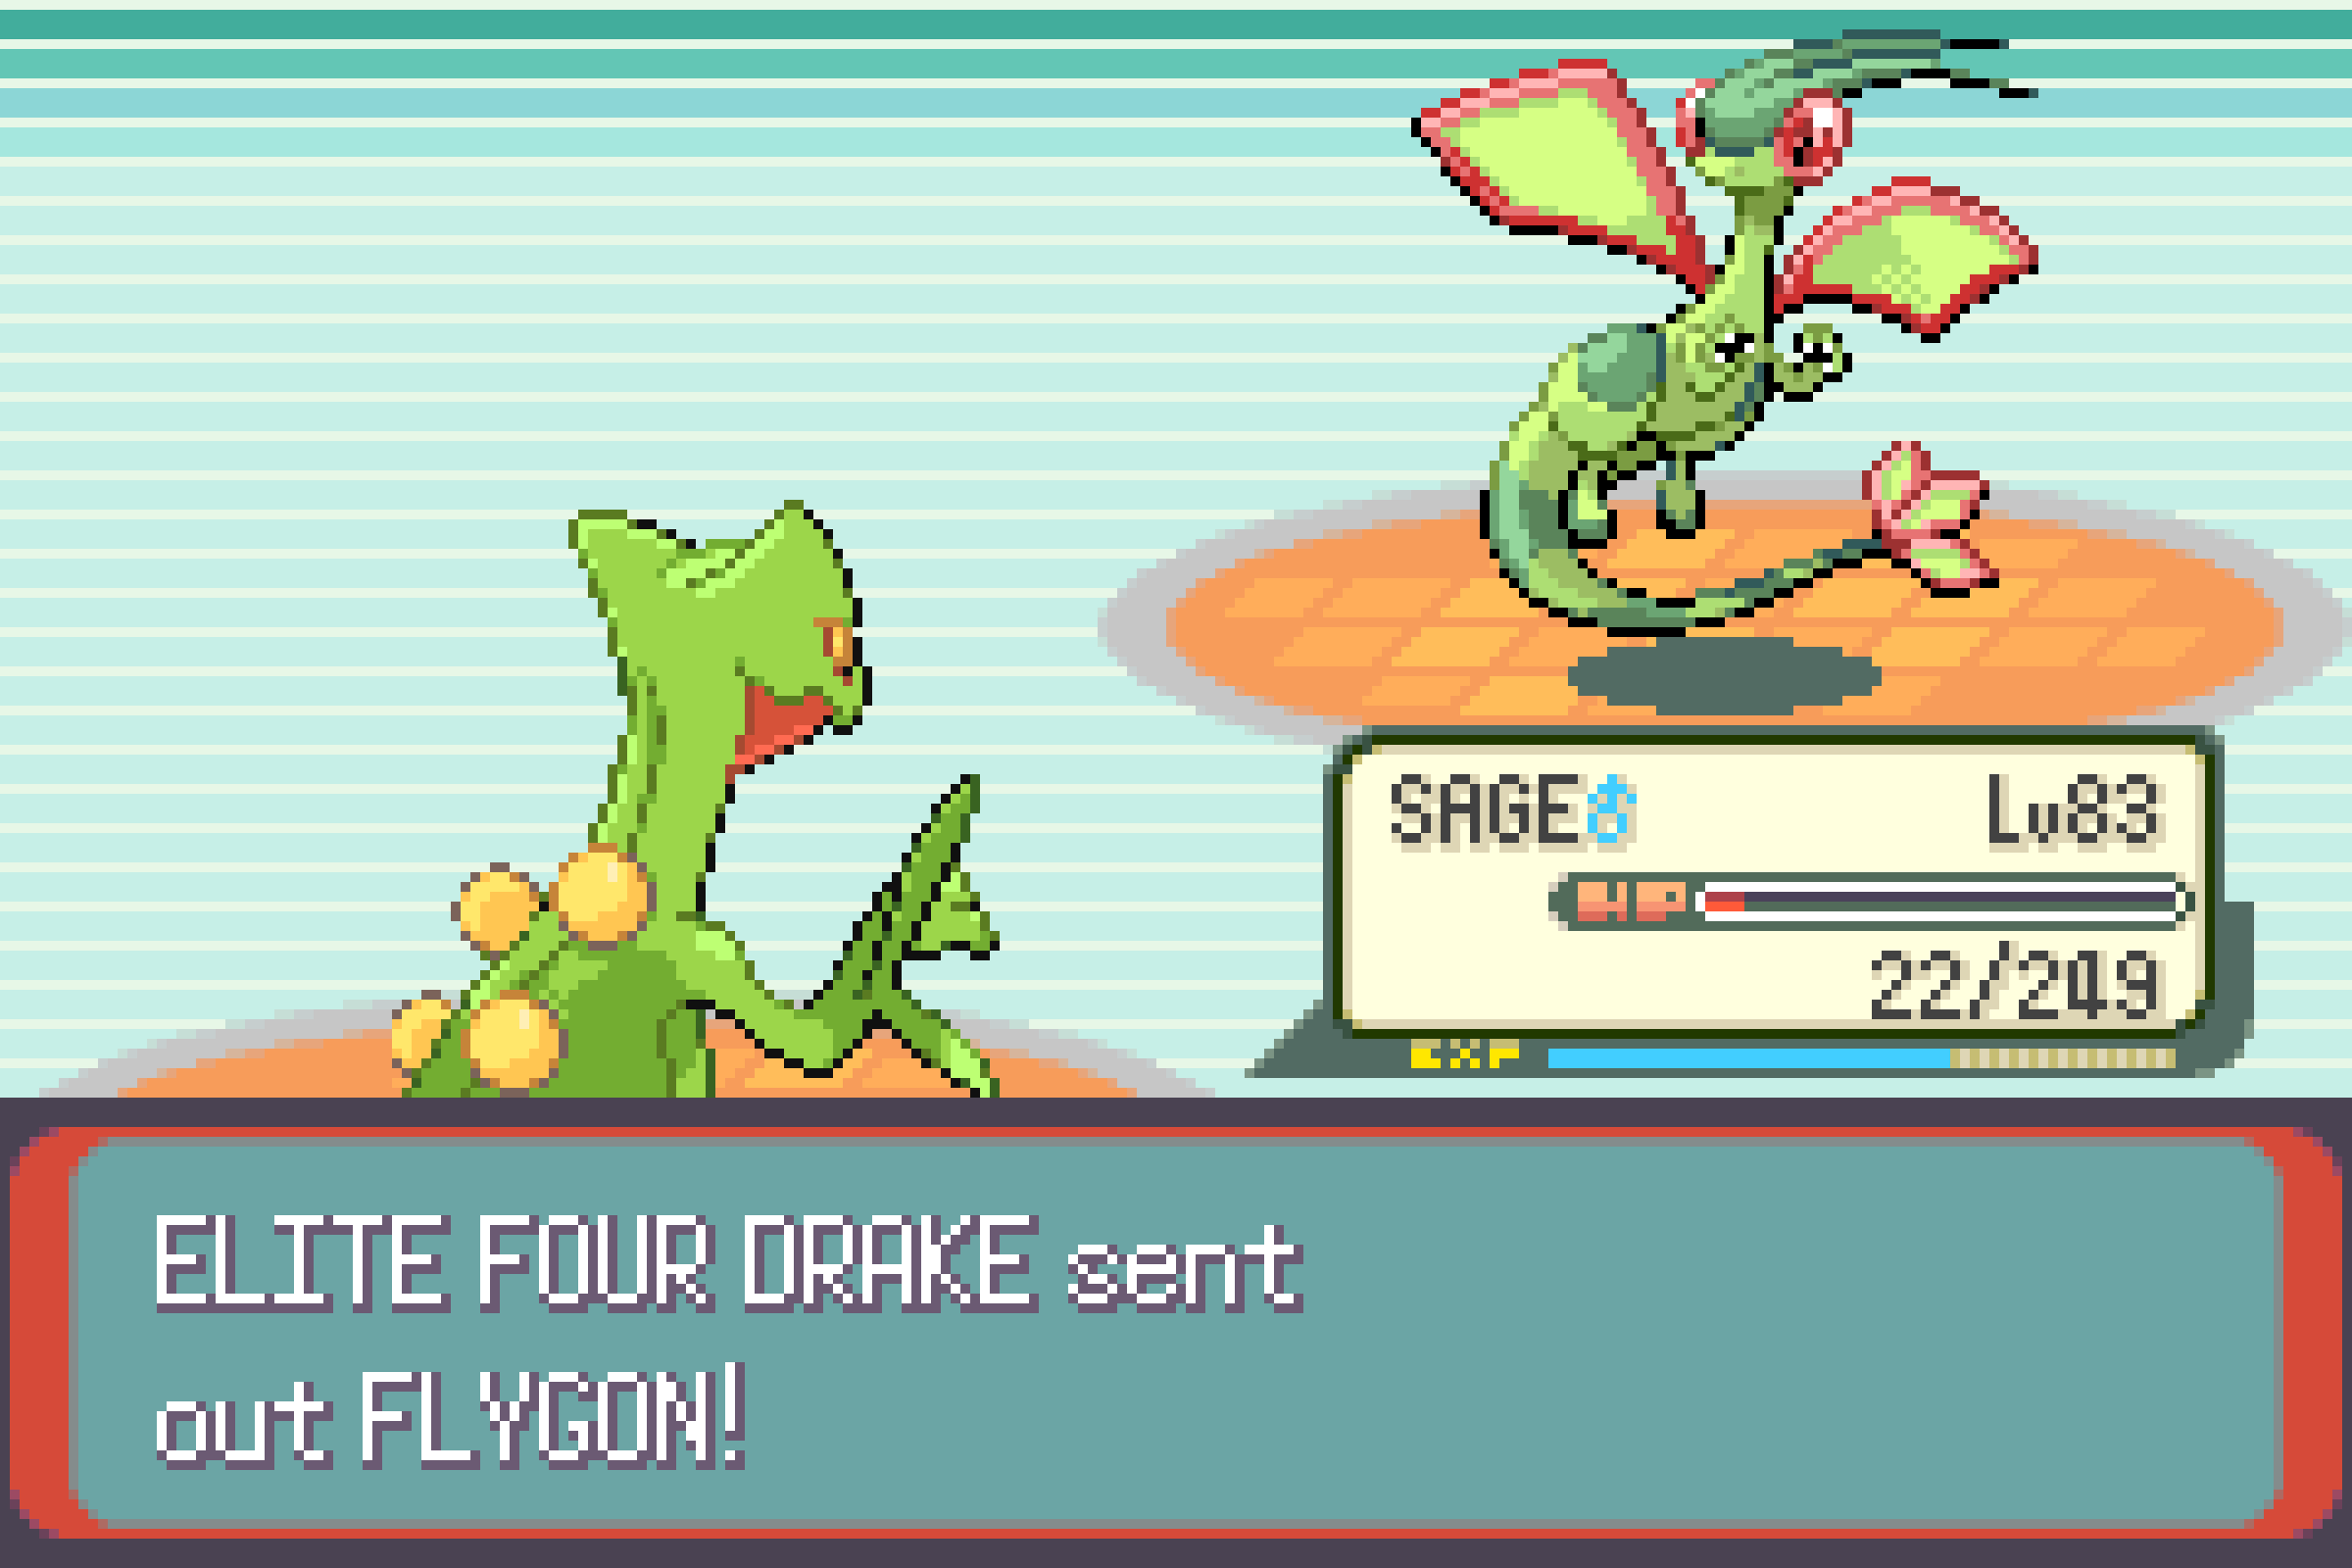 SAGE♂ Lv83
HP
22/249
EXP
ELITE FOUR DRAKE sent
out FLYGON!